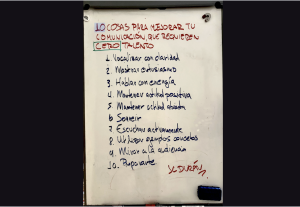 10 COSAS PARA MEJORAR TU
COMUNICACIÓN, QUE REQUIEREN
CERO TALENTO
1. Vocalizar con claridad
2. Mostrar entusiasmo
3. Hablar con energía
4. Mantener actitud positiva
5. Mantener actitud abierta
6. Sonreír
7. Escuchar activamente
8. Utilizar ejemplos concretos
9. Mirar a la audiencia
10. Prepararte